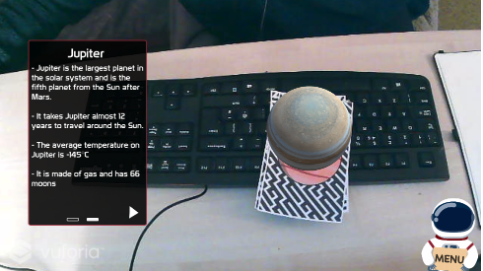 Jupiter
- Jupiter is the largest planet in
the solar system and is the
fifth planet from the Sun after
Mars.
- It takes Jupiter almost 12
years to travel around the Sun.
- The average temperature on
Jupiter is -145°C
- It is made of gas and has 66
moons
vuforia
MENU